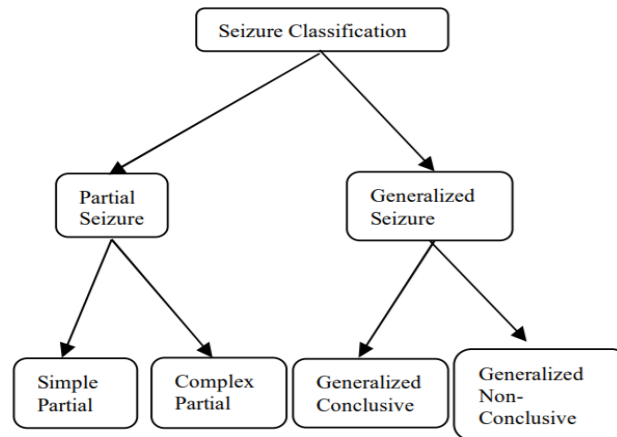 Seizure Classification
Partial
Seizure
Generalized
Seizure
Simple
Partial
Complex
Partial
Generalized
Conclusive
Generalized
Non-
Conclusive